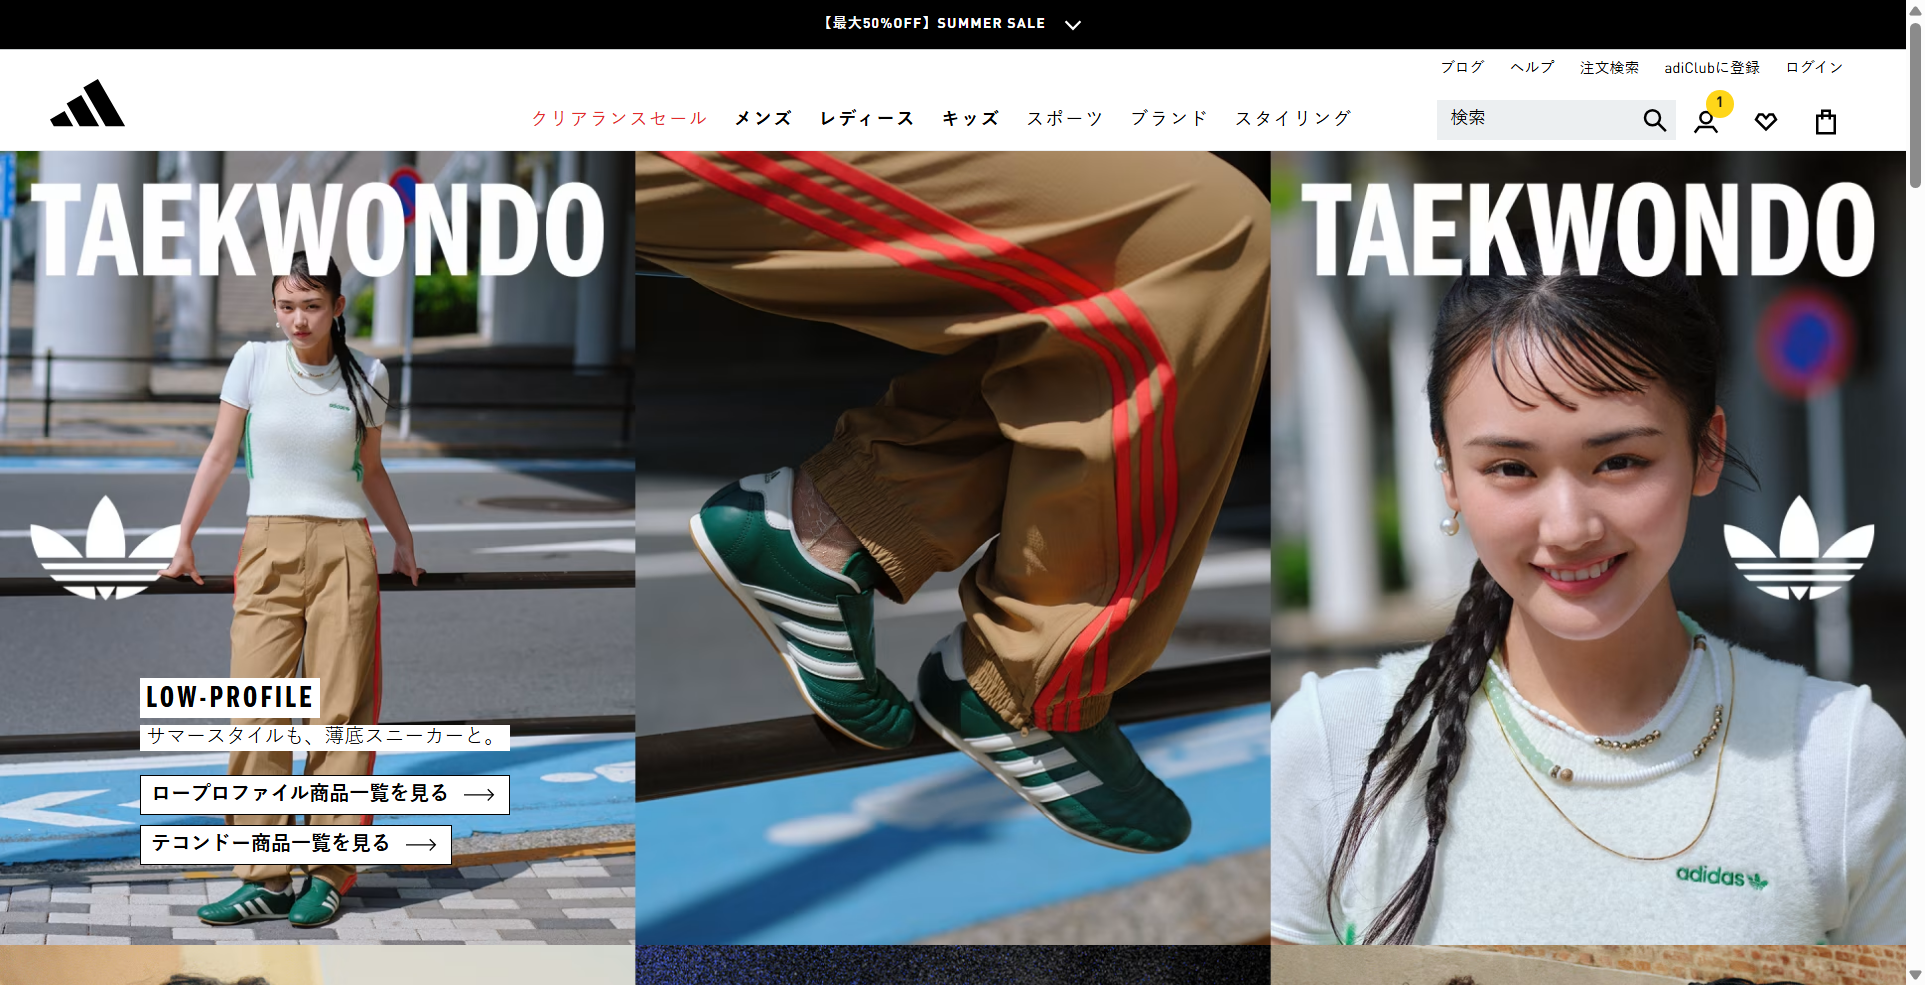 【最大50%OFF】SUMMER SALE
ブログ ヘルプ 注文検索 adiClubに登録 ログイン
クリアランスセール メンズ レディース キッズ スポーツ ブランド スタイリング
検索
1
TAEKWONDO
TAEKWONDO
adidas
LOW-PROFILE
サマースタイルも、薄底スニーカーと。
ロープロファイル商品一覧を見る
テコンドー商品一覧を見る
adidas